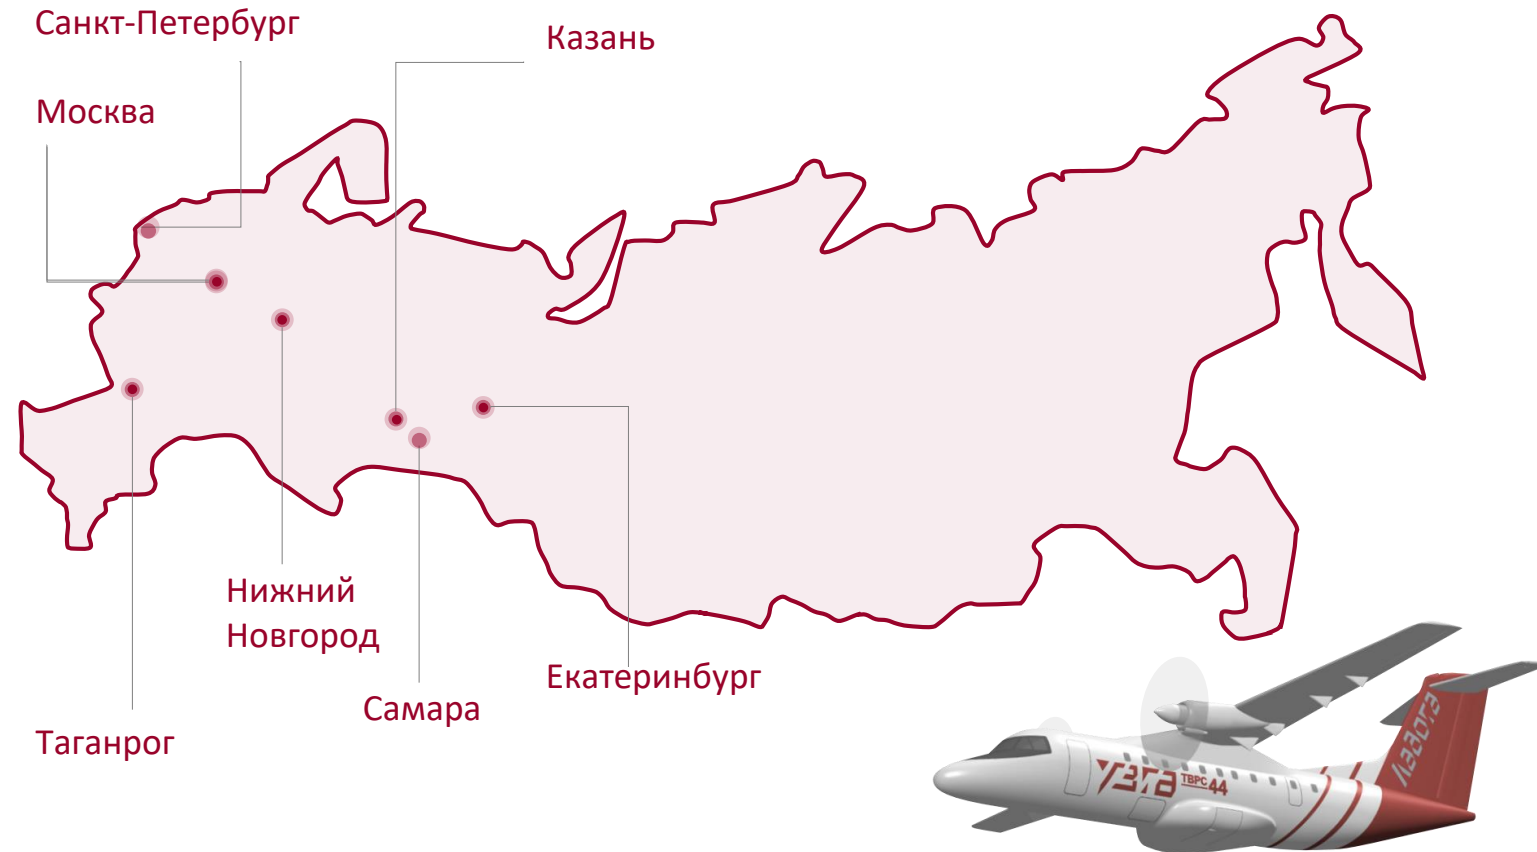 Санкт-Петербург
Казань
Москва
Нижний
Новгород
Екатеринбург
Самара
Таганрог
УЗГА ТВРС 44
Ладога